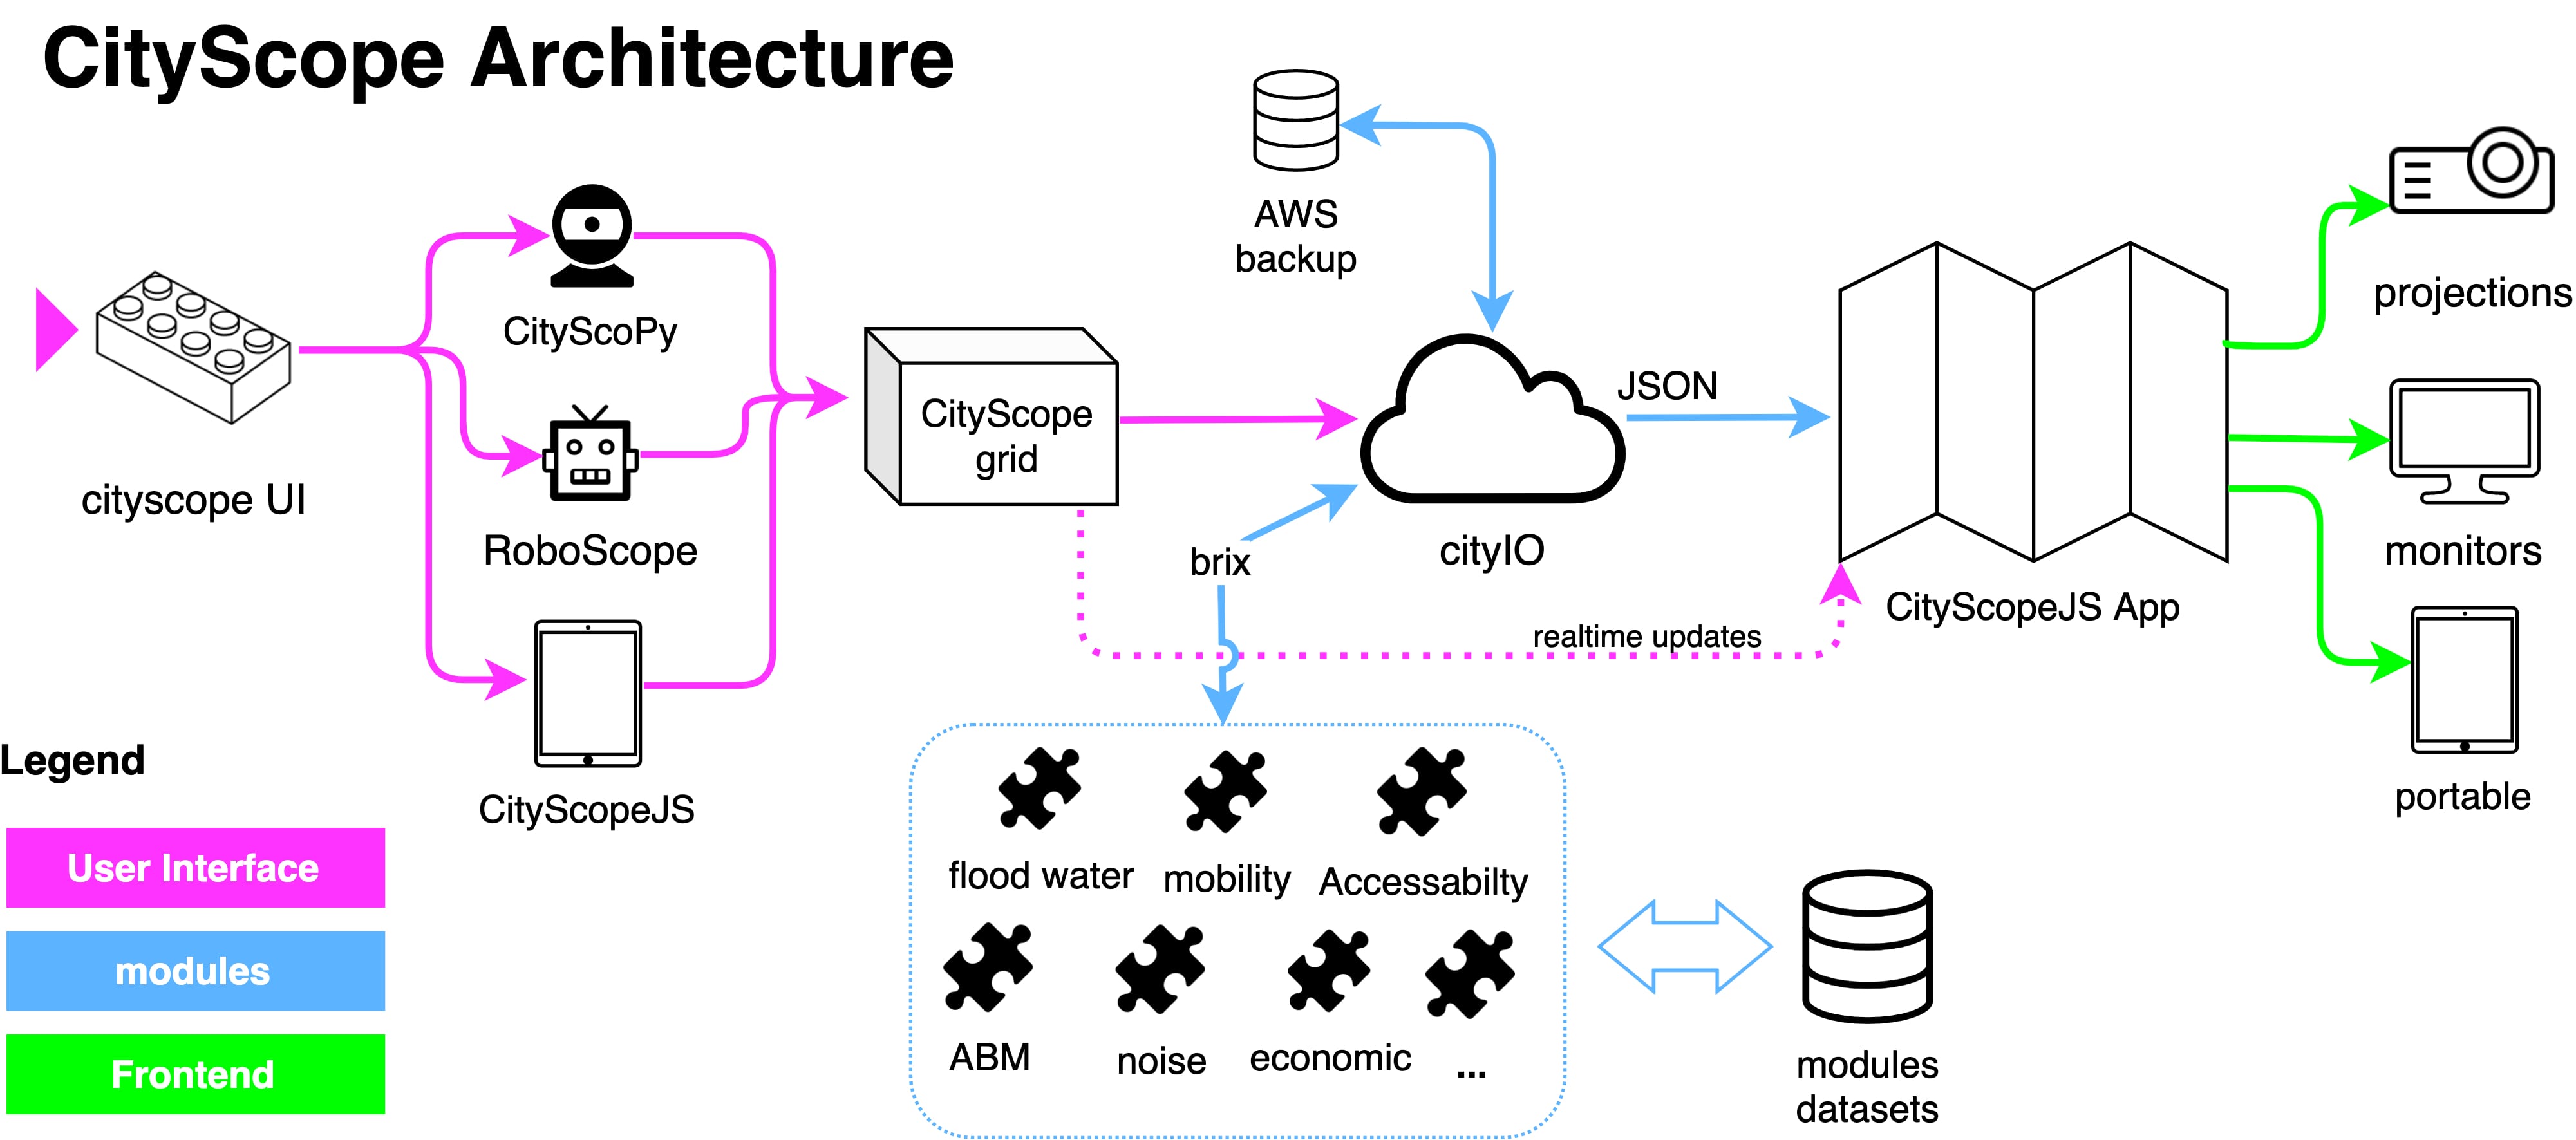 CityScope Architecture
cityscope UI
CityScoPy
RoboScope
CityScopeJS
CityScope
grid
AWS
backup
cityIO
brix
JSON
realtime updates
CityScopeJS App
projections
monitors
portable
flood water
mobility
Accessabilty
ABM
noise
economic
...
modules
datasets
Legend
User Interface
modules
Frontend